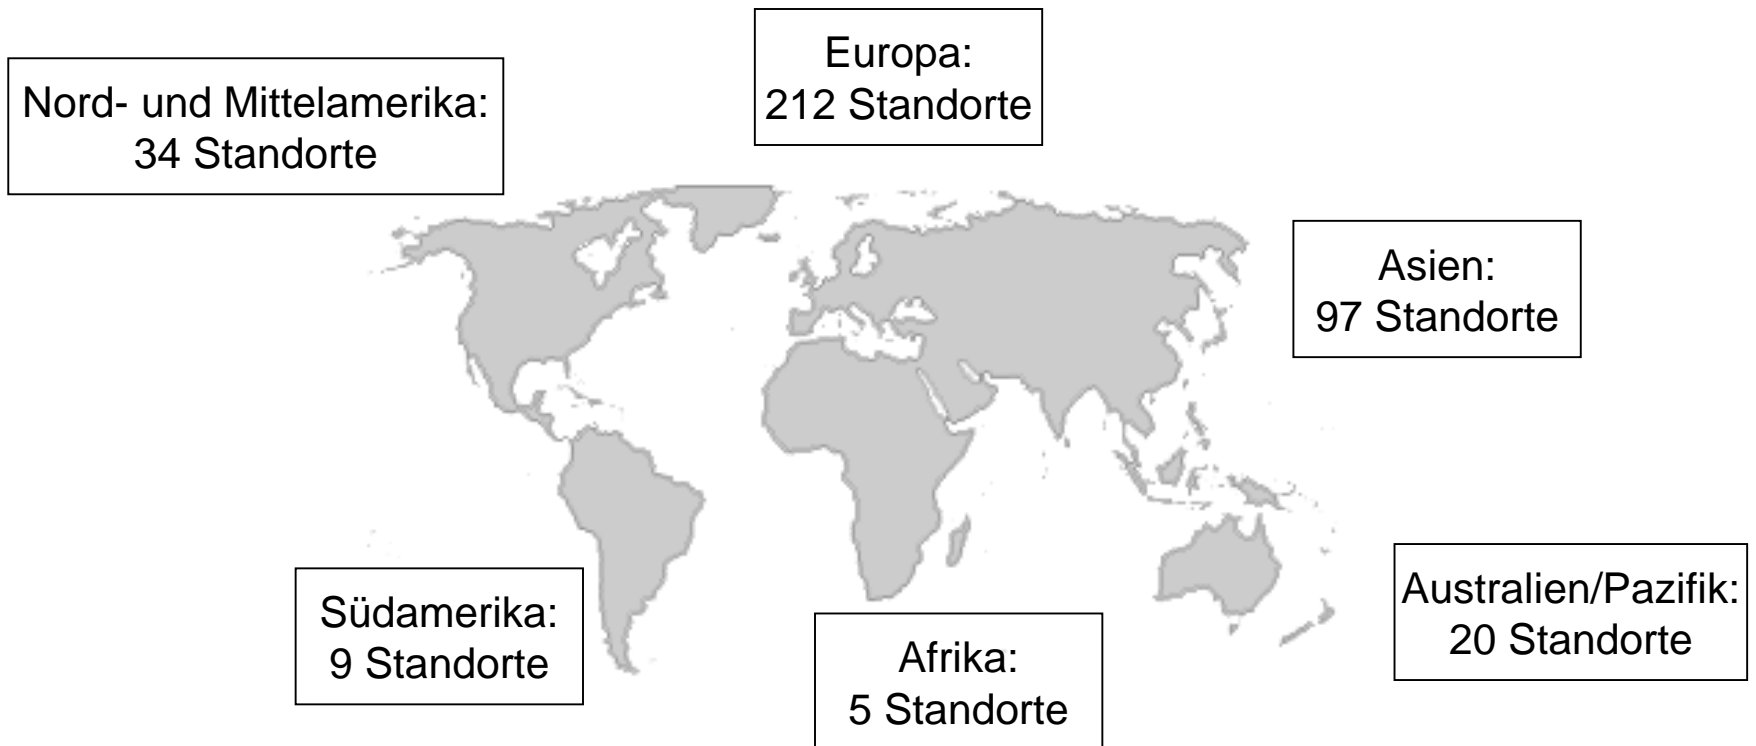 Europa:
212 Standorte
Nord- und Mittelamerika:
34 Standorte
Asien:
97 Standorte
Südamerika:
9 Standorte
Afrika:
5 Standorte
Australien/Pazifik:
20 Standorte